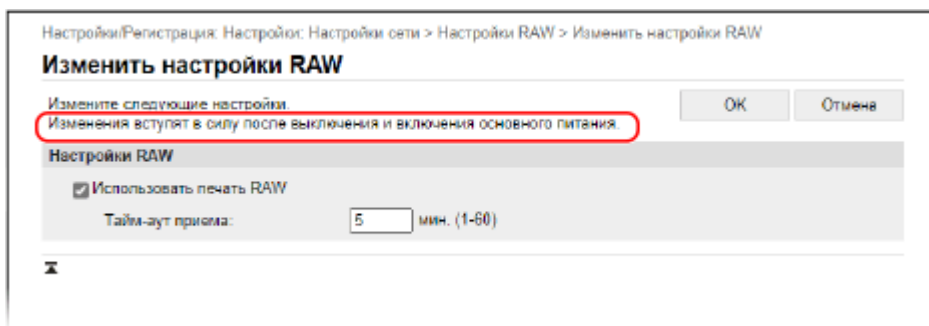 Настройки/Регистрация: Настройки: Настройки сети > Настройки RAW > Изменить настройки RAW
Изменить настройки RAW
Измените следующие настройки.
OK
Отмена
Изменения вступят в силу после выключения и включения основного питания.
Настройки RAW
Использовать печать RAW
Тайм-аут приема: 5 мин. (1-60)